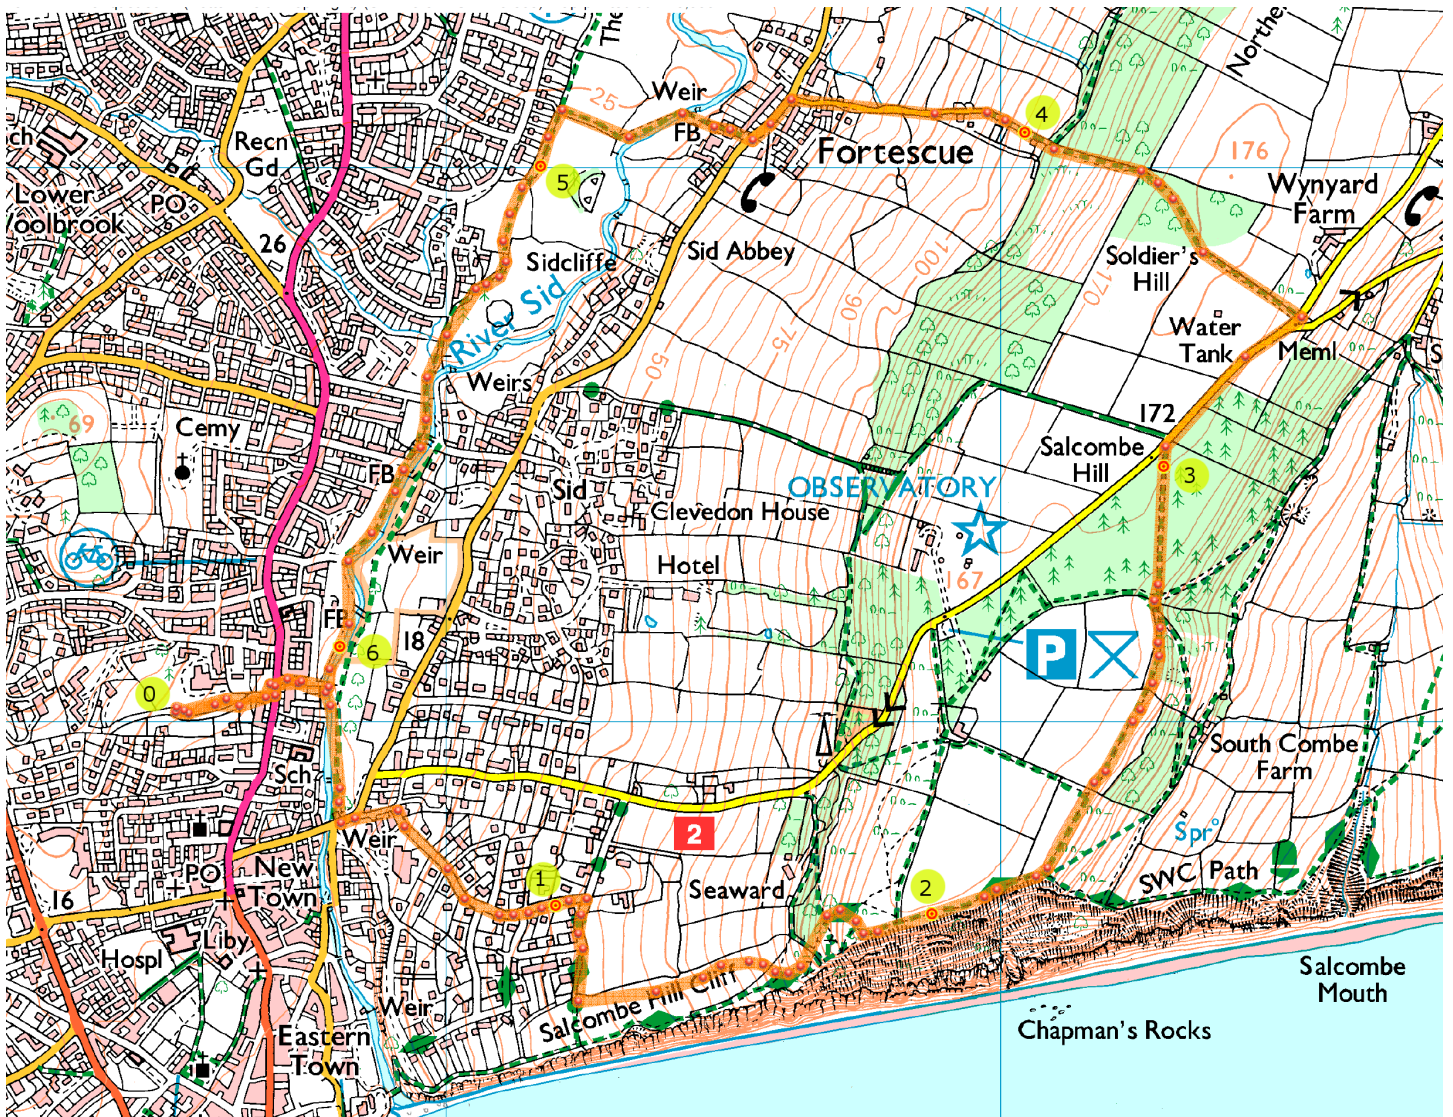 The
Northe
25
Weir
FB
4
Fortescue
176
ch
Recn
Gd
5
Wynyard
Farm
Lower
Woolbrook
PO
26
Sid Abbey
100
Sidcliffe
Soldier's
Hill
170
90
River Sid
75
Water
Tank
Meml
50
S
Weirs
69
Cemy
172
Salcombe
Hill
3
FB
Sid
OBSERVATORY
Clevedon House
Weir
Hotel
167
FB
18
6
P
0
South Combe
Farm
Sch
2
Spr
Weir
PO
New
Town
1
Seaward
2
SWC Path
16
Liby
Hospl
Salcombe
Mouth
Weir
Salcombe Hill Cliff
Chapman's Rocks
Eastern
Town